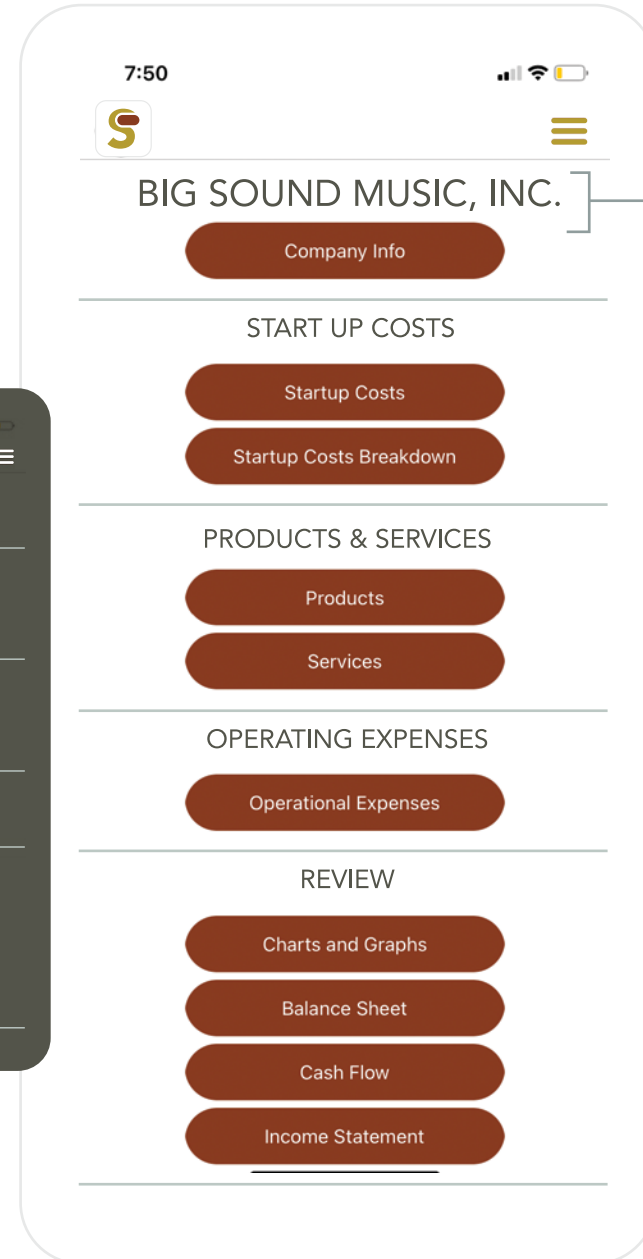 7:50
BIG SOUND MUSIC, INC.
Company Info
START UP COSTS
Startup Costs
Startup Costs Breakdown
PRODUCTS & SERVICES
Products
Services
OPERATING EXPENSES
Operational Expenses
REVIEW
Charts and Graphs
Balance Sheet
Cash Flow
Income Statement